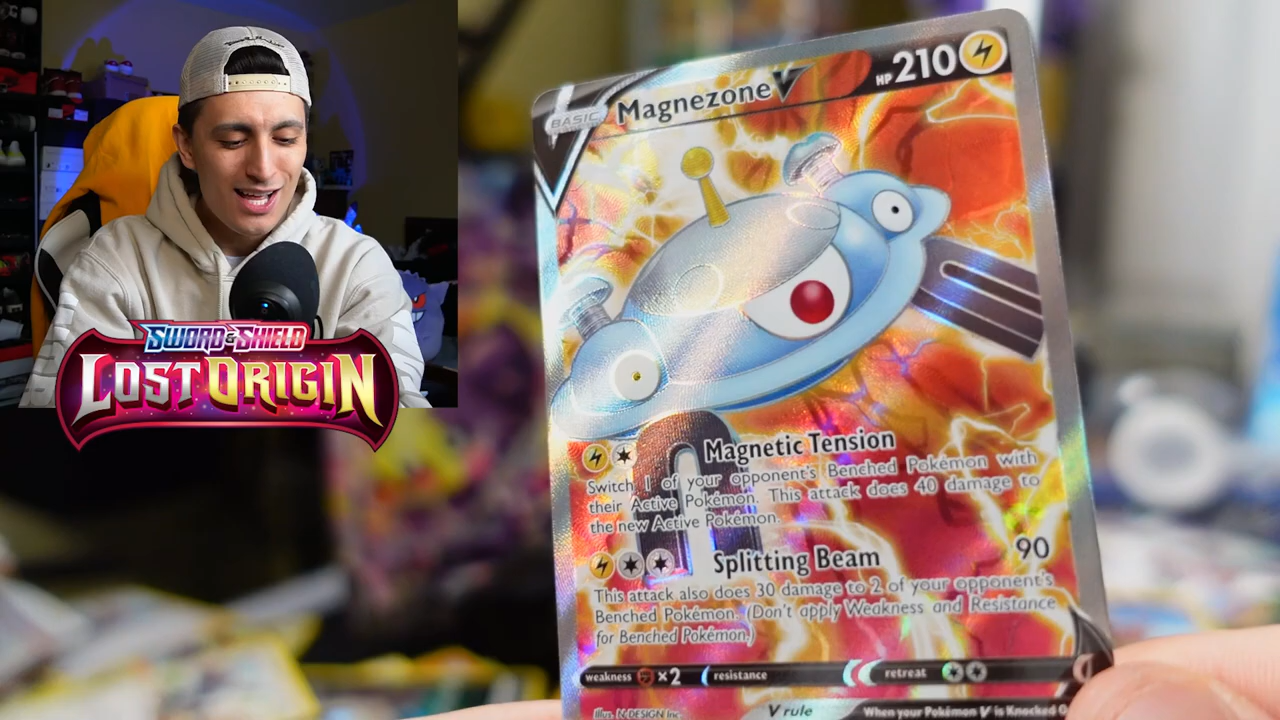 SWORD & SHIELD
LOST ORIGIN
BASIC
Magnezone V
HP 210
Magnetic Tension
Switch 1 of your opponent's Benched Pokémon with
their Active Pokémon. This attack does 40 damage to
the new Active Pokémon.
Splitting Beam 90
This attack also does 30 damage to 2 of your opponent's
Benched Pokémon. (Don't apply Weakness and Resistance
for Benched Pokémon.)
weakness ×2 resistance retreat
Illus. N-DESIGN Inc.
V rule
When your Pokémon V is Knocked O